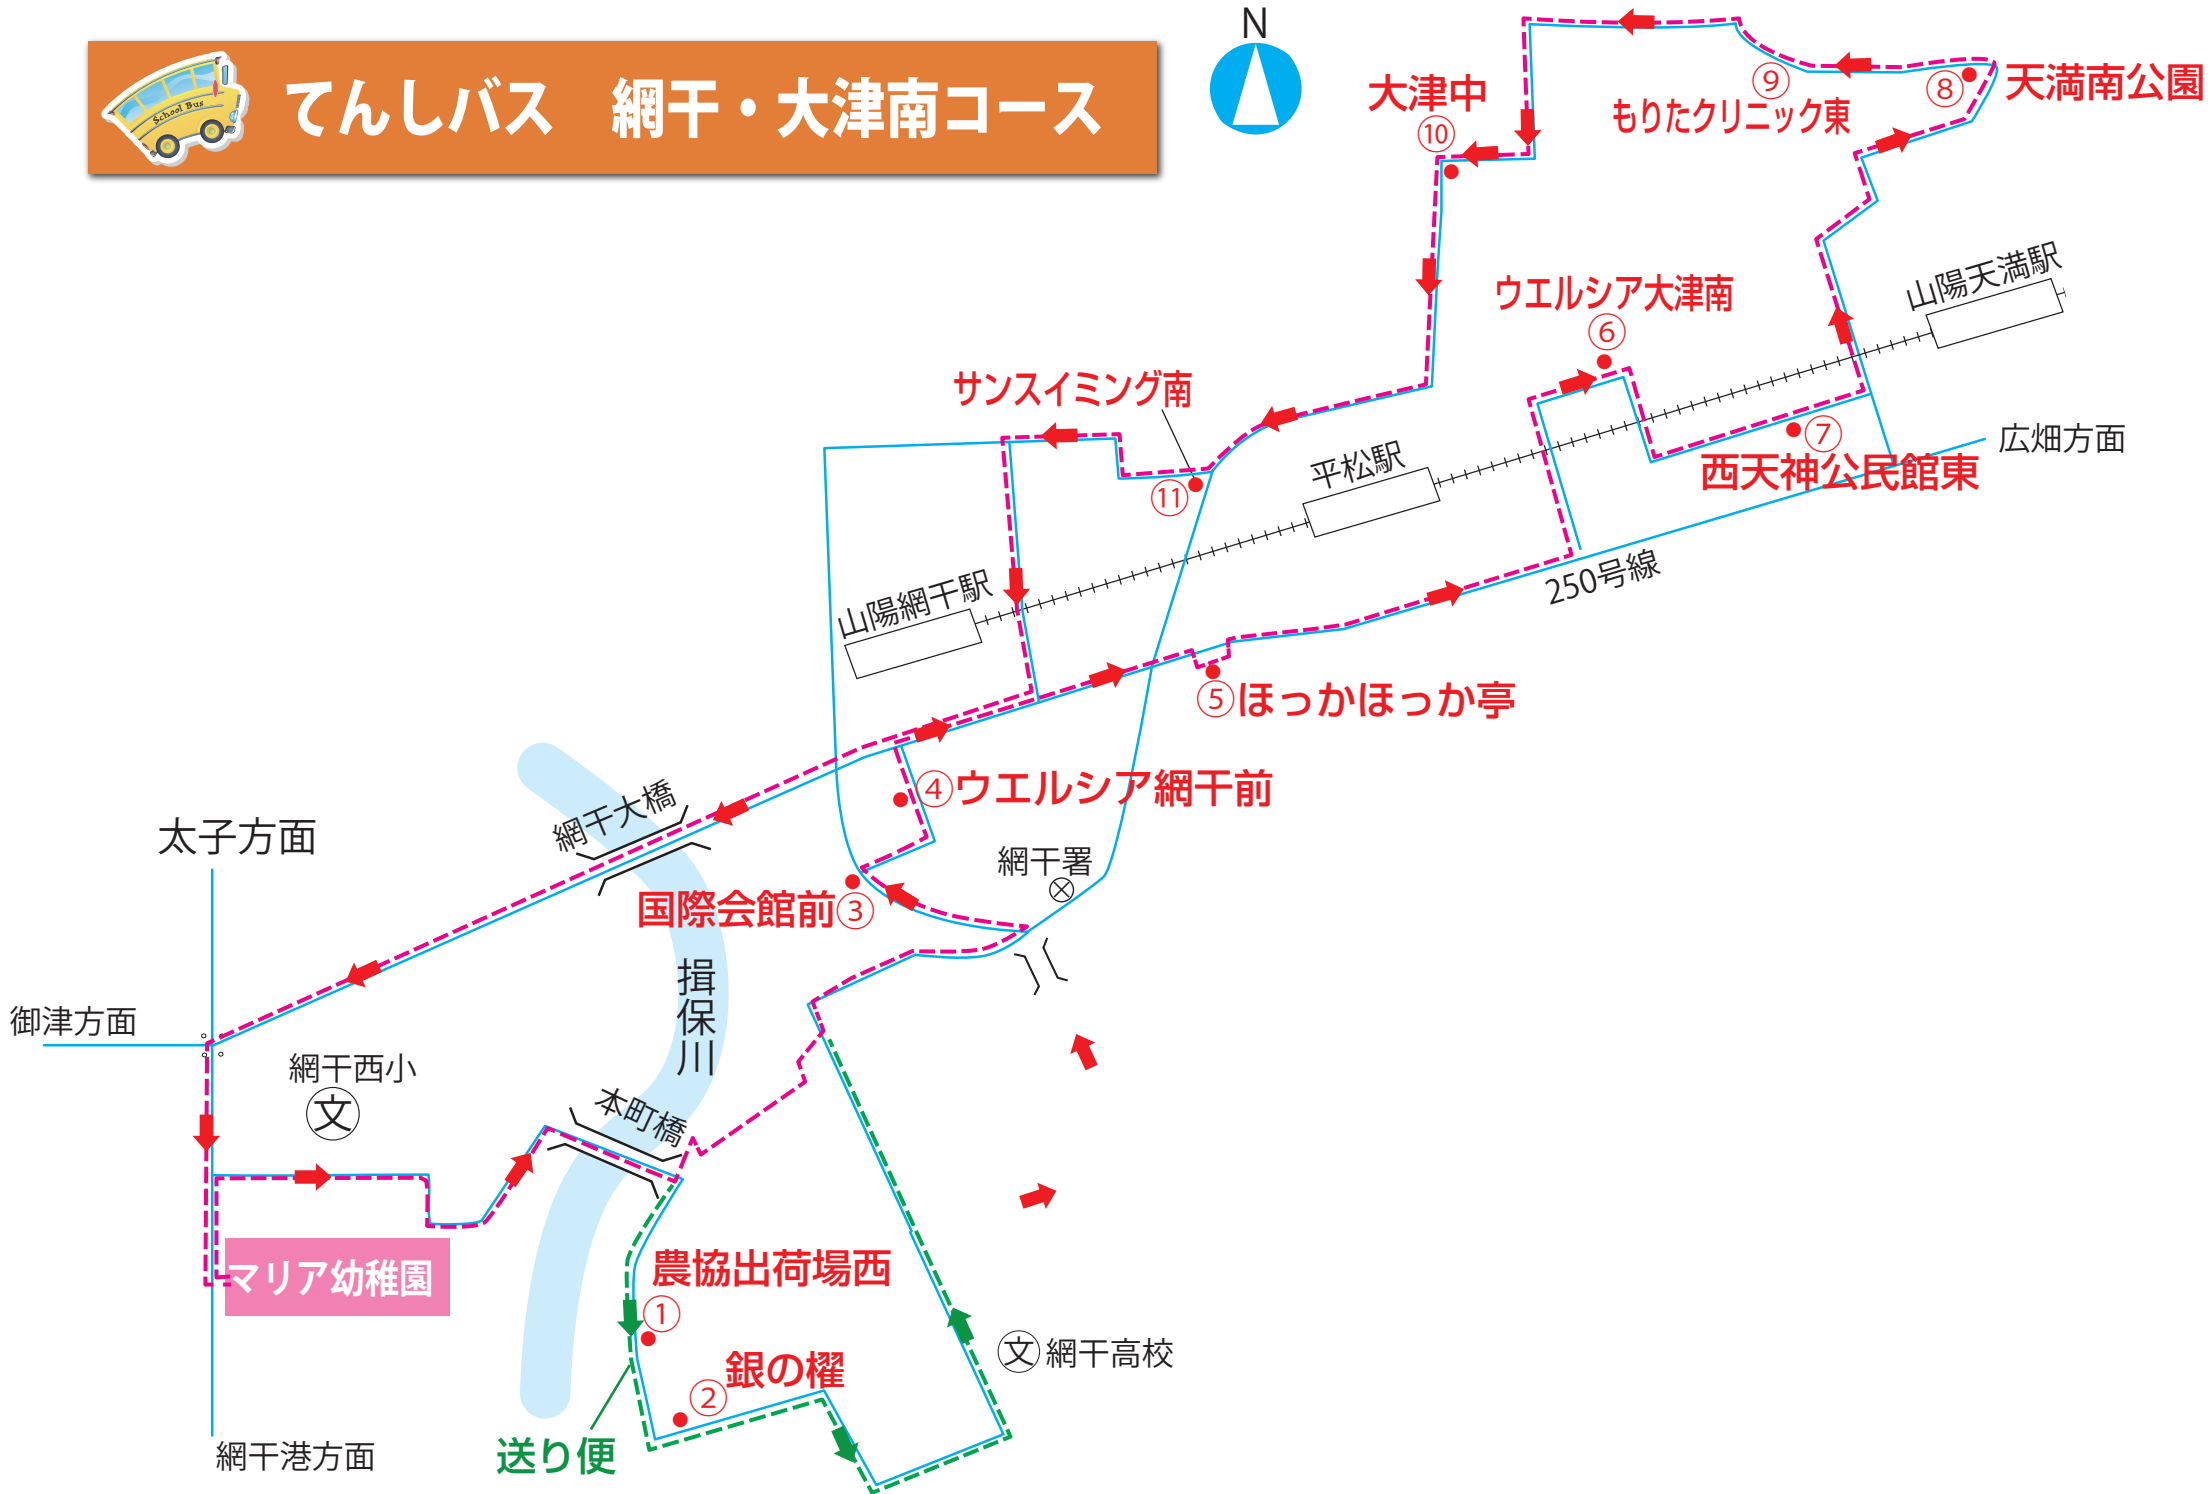 School Bus
てんしバス　網干・大津南コース
N
大津中
⑩
⑨
もりたクリニック東
⑧
天満南公園
ウエルシア大津南
⑥
山陽天満駅
サンスイミング南
⑪
平松駅
⑦
西天神公民館東
広畑方面
250号線
山陽網干駅
⑤ほっかほっか亭
④ウエルシア網干前
網干大橋
太子方面
網干署
国際会館前③
揖保川
御津方面
網干西小
文
本町橋
マリア幼稚園
農協出荷場西
①
銀の櫂
②
文 網干高校
送り便
網干港方面